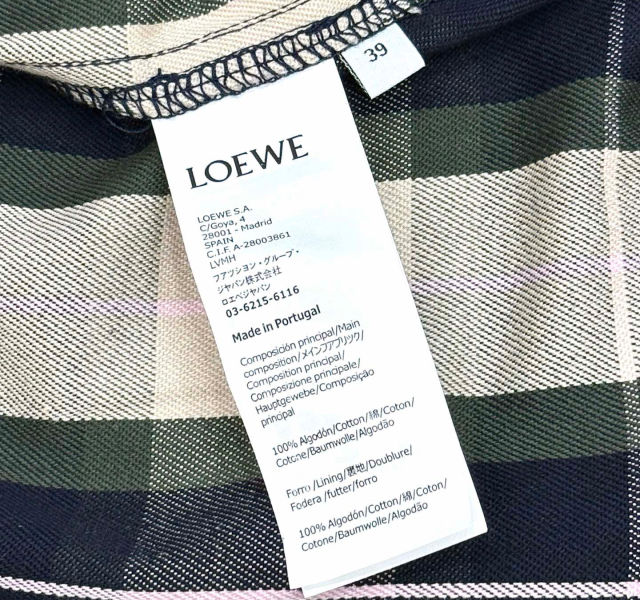 39
LOEWE
LOEWE S.A.
C/Goya, 4
28001 - Madrid
SPAIN
C.I.F. A-28003861
LVMH
ファッション・グループ・
ジャパン株式会社
ロエベジャパン
03-6215-6116
Made in Portugal
Composición principal/Main
composition/メインファブリック/
Composition principal/
Composizione principale/
Hauptgewebe/Composição
principal
100% Algodón/Cotton/綿/Coton/
Cotone/Baumwolle/Algodão
Forro /Lining/裏地/Doublure/
Fodera /futter/forro
100% Algodón/Cotton/綿/Coton/
Cotone/Baumwolle/Algodão